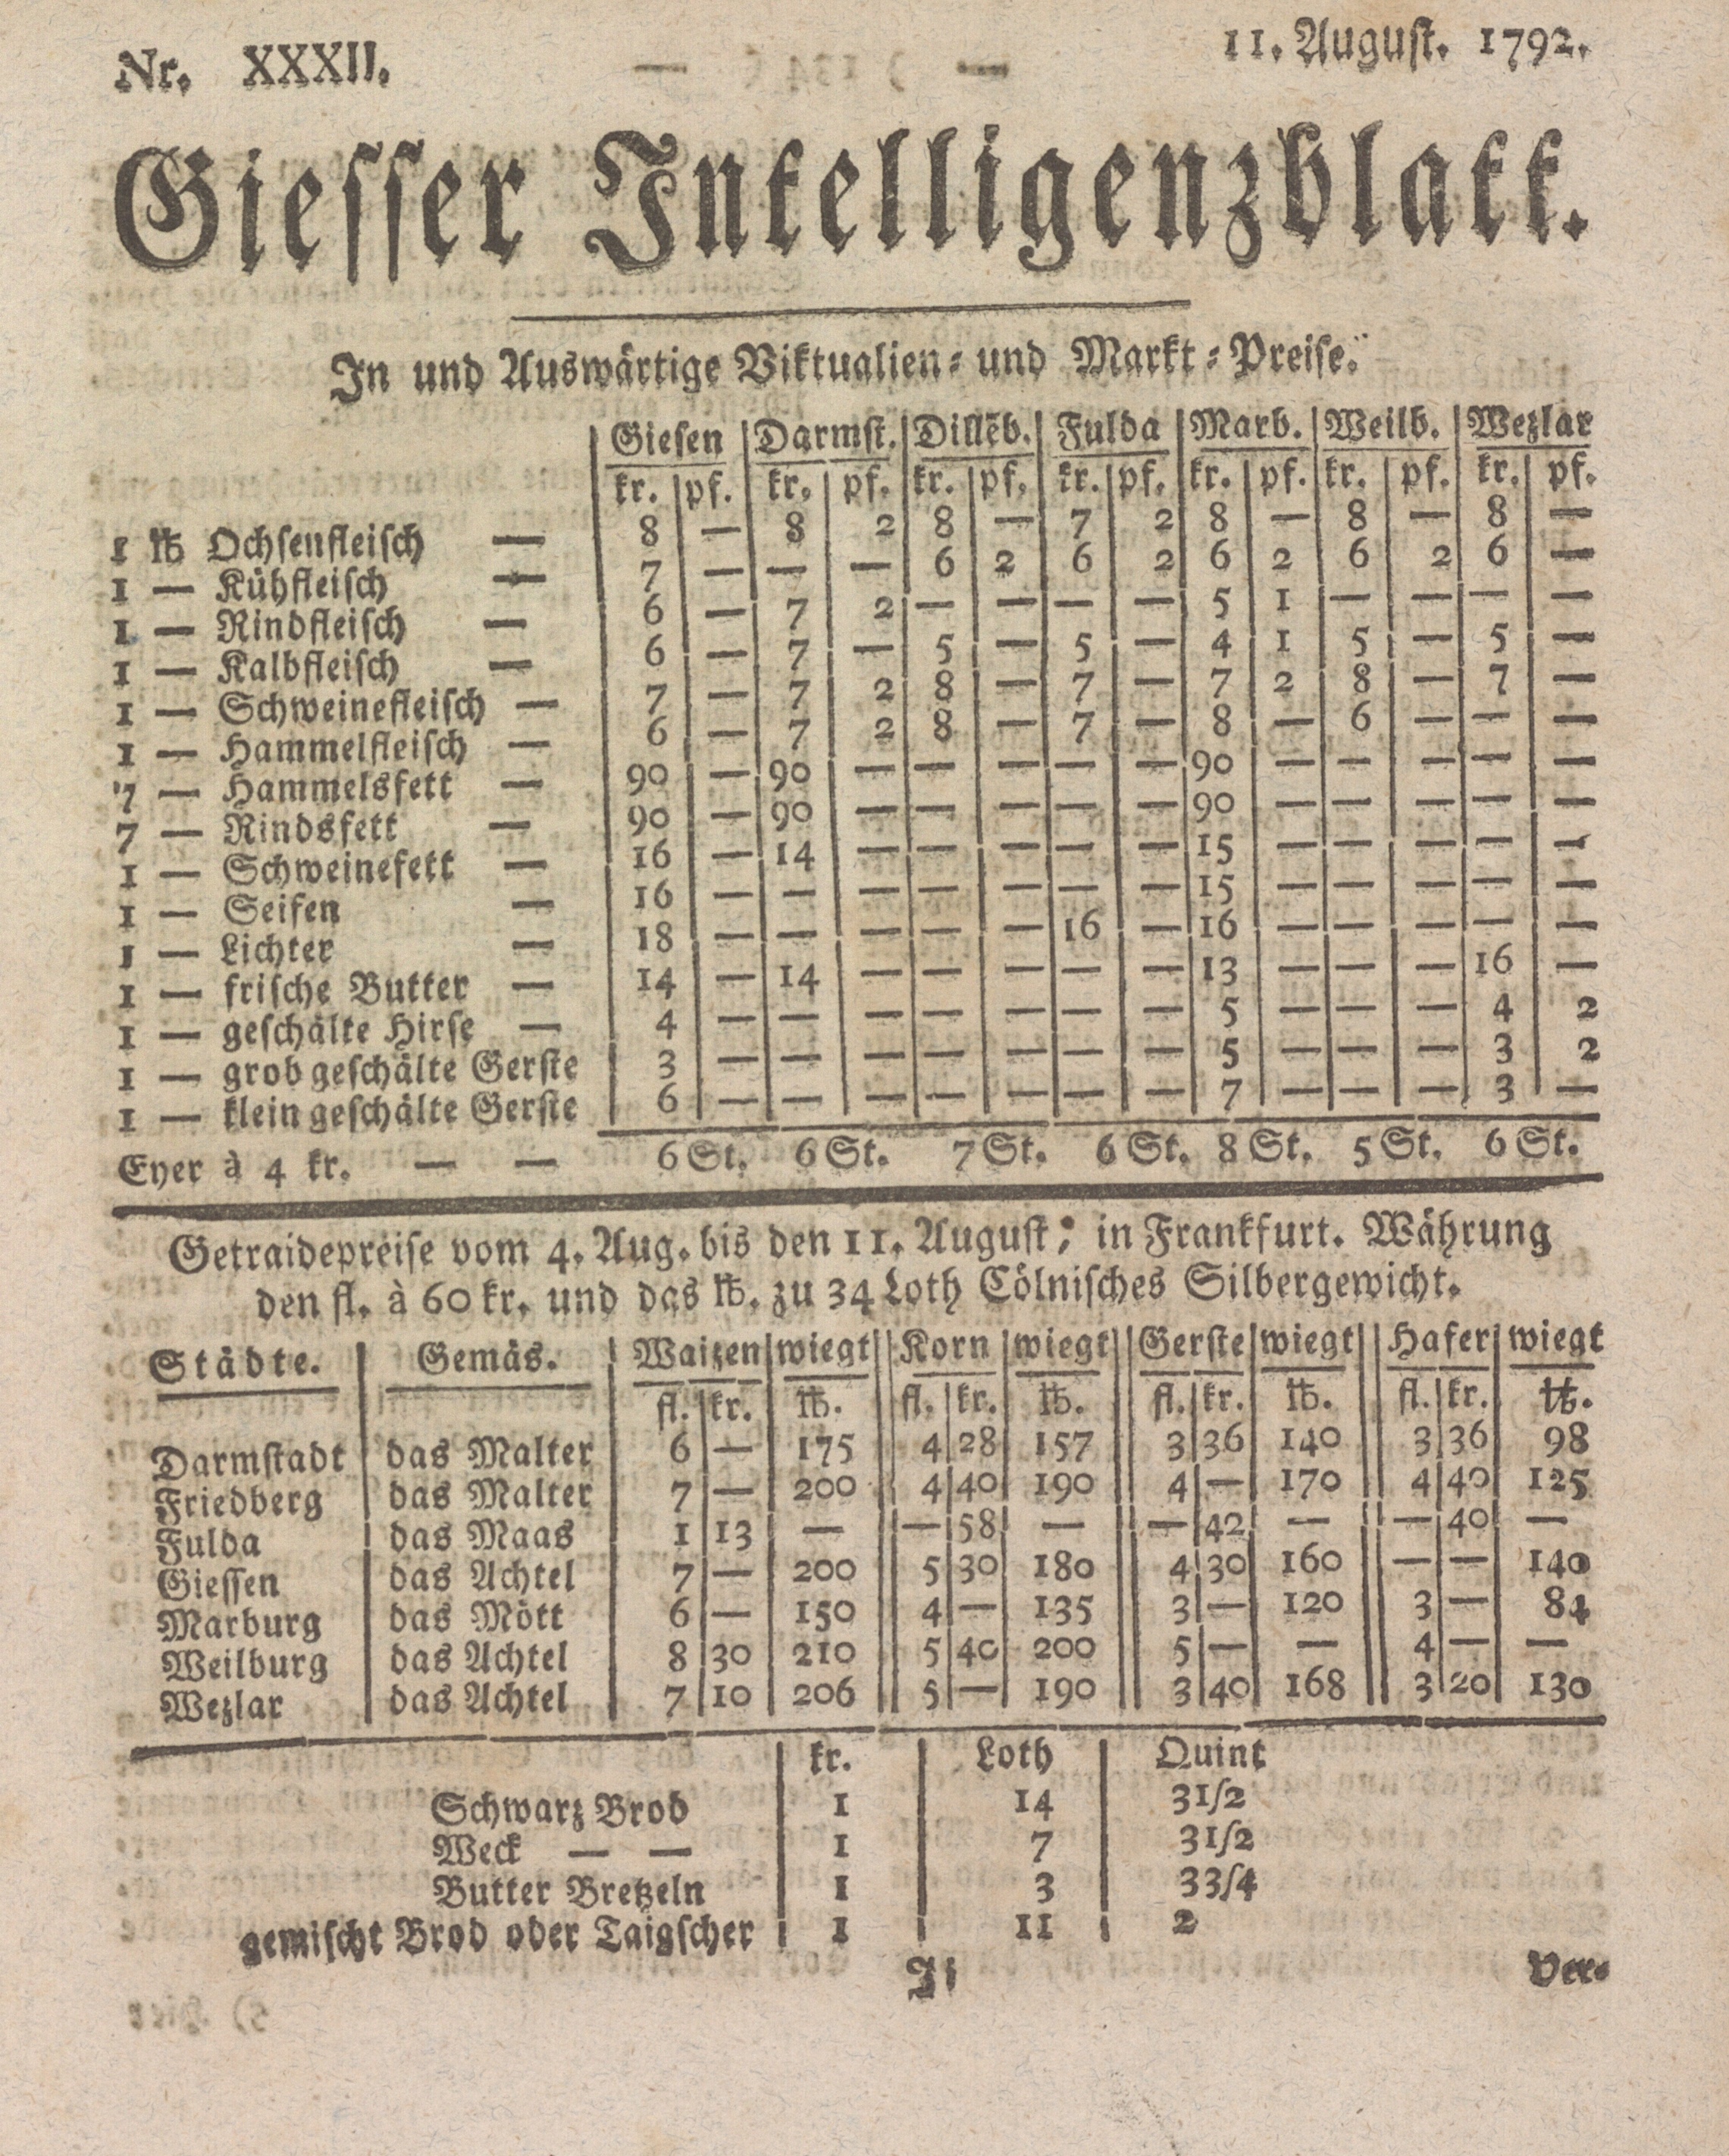 Nr. XXXII. 11. Auguſt. 1792.
Gieſſer Intelligenzblatt.
In und Auswärtige Viktualien- und Markt-Preiſe.
Gieſen Darmſt. Dillēb. Fulda Marb. Weilb. Wezlar
kr. pf. kr. pf. kr. pf. kr. pf. kr. pf. kr. pf. kr. pf.
1 ℔ Ochſenfleiſch — 8 — 8 2 8 — 7 2 8 — 8 — 8 —
1 — Kühfleiſch — 7 — — — 6 2 6 2 6 2 6 2 6 —
1 — Rindfleiſch — 6 — 7 2 — — — — 5 1 — — — —
1 — Kalbfleiſch — 6 — 7 — 5 — 5 — 4 1 5 — 5 —
1 — Schweinefleiſch — 7 — 7 2 8 — 7 — 7 2 8 — 7 —
1 — Hammelfleiſch — 6 — 7 2 8 — 7 — 8 — 6 — — —
7 — Hammelsfett — 90 — 90 — — — — — 90 — — — — —
7 — Rindsfett — 90 — 90 — — — — — 90 — — — — —
1 — Schweinefett — 16 — 14 — — — — — 15 — — — — —
1 — Seifen — 16 — — — — — — — 15 — — — — —
1 — Lichter — 18 — — — — — 16 — 16 — — — — —
1 — friſche Butter — 14 — 14 — — — — — 13 — — — 16 —
1 — geſchälte Hirſe — 4 — — — — — — — 5 — — — 4 2
1 — grob geſchälte Gerſte 3 — — — — — — — 5 — — — 3 2
1 — klein geſchälte Gerſte 6 — — — — — — — 7 — — — 3 —
Eyer à 4 kr. — — 6 St. 6 St. 7 St. 6 St. 8 St. 5 St. 6 St.
Getraidepreiſe vom 4. Aug. bis den 11. Auguſt; in Frankfurt. Währung
den fl. à 60 kr. und das ℔. zu 34 Loth Cölniſches Silbergewicht.
Städte. Gemäs. Waizen wiegt Korn wiegt Gerſte wiegt Hafer wiegt
fl. kr. ℔. fl. kr. ℔. fl. kr. ℔. fl. kr. ℔.
Darmſtadt das Malter 6 — 175 4 28 157 3 36 140 3 36 98
Friedberg das Malter 7 — 200 4 40 190 4 — 170 4 40 125
Fulda das Maas 1 13 — — 58 — — 42 — — 40 —
Gieſſen das Achtel 7 — 200 5 30 180 4 30 160 — — 140
Marburg das Mött 6 — 150 4 — 135 3 — 120 3 — 84
Weilburg das Achtel 8 30 210 5 40 200 5 — — 4 — —
Wezlar das Achtel 7 10 206 5 — 190 3 40 168 3 20 130
kr. Loth Quint
Schwarz Brod 1 14 31/2
Weck — — 1 7 31/2
Butter Bretzeln 1 3 33/4
gemiſcht Brod oder Taigſcher 1 11 2
Ver-